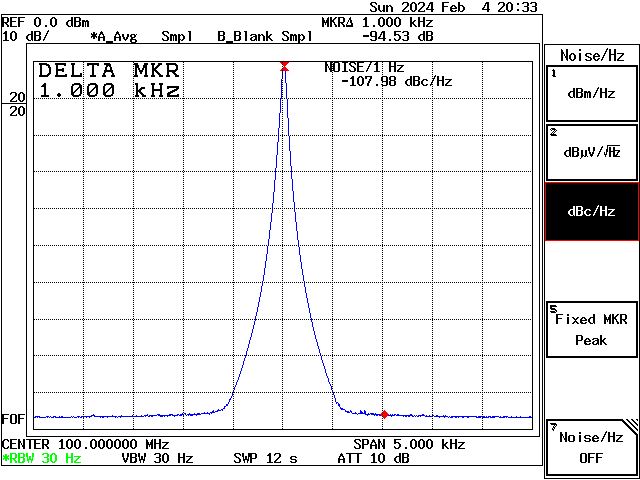 Sun 2024 Feb  4 20:33
REF 0.0 dBm MKRΔ 1.000 kHz
10 dB/ *A_Avg Smpl B_Blank Smpl -94.53 dB
DELTA MKR
1.000 kHz
NOISE/1 Hz
-107.98 dBc/Hz
20
20
FOF
CENTER 100.000000 MHz SPAN 5.000 kHz
*RBW 30 Hz VBW 30 Hz SWP 12 s ATT 10 dB
Noise/Hz
1
dBm/Hz
2
dBμV/√Hz
dBc/Hz
5
Fixed MKR
Peak
7
Noise/Hz
OFF